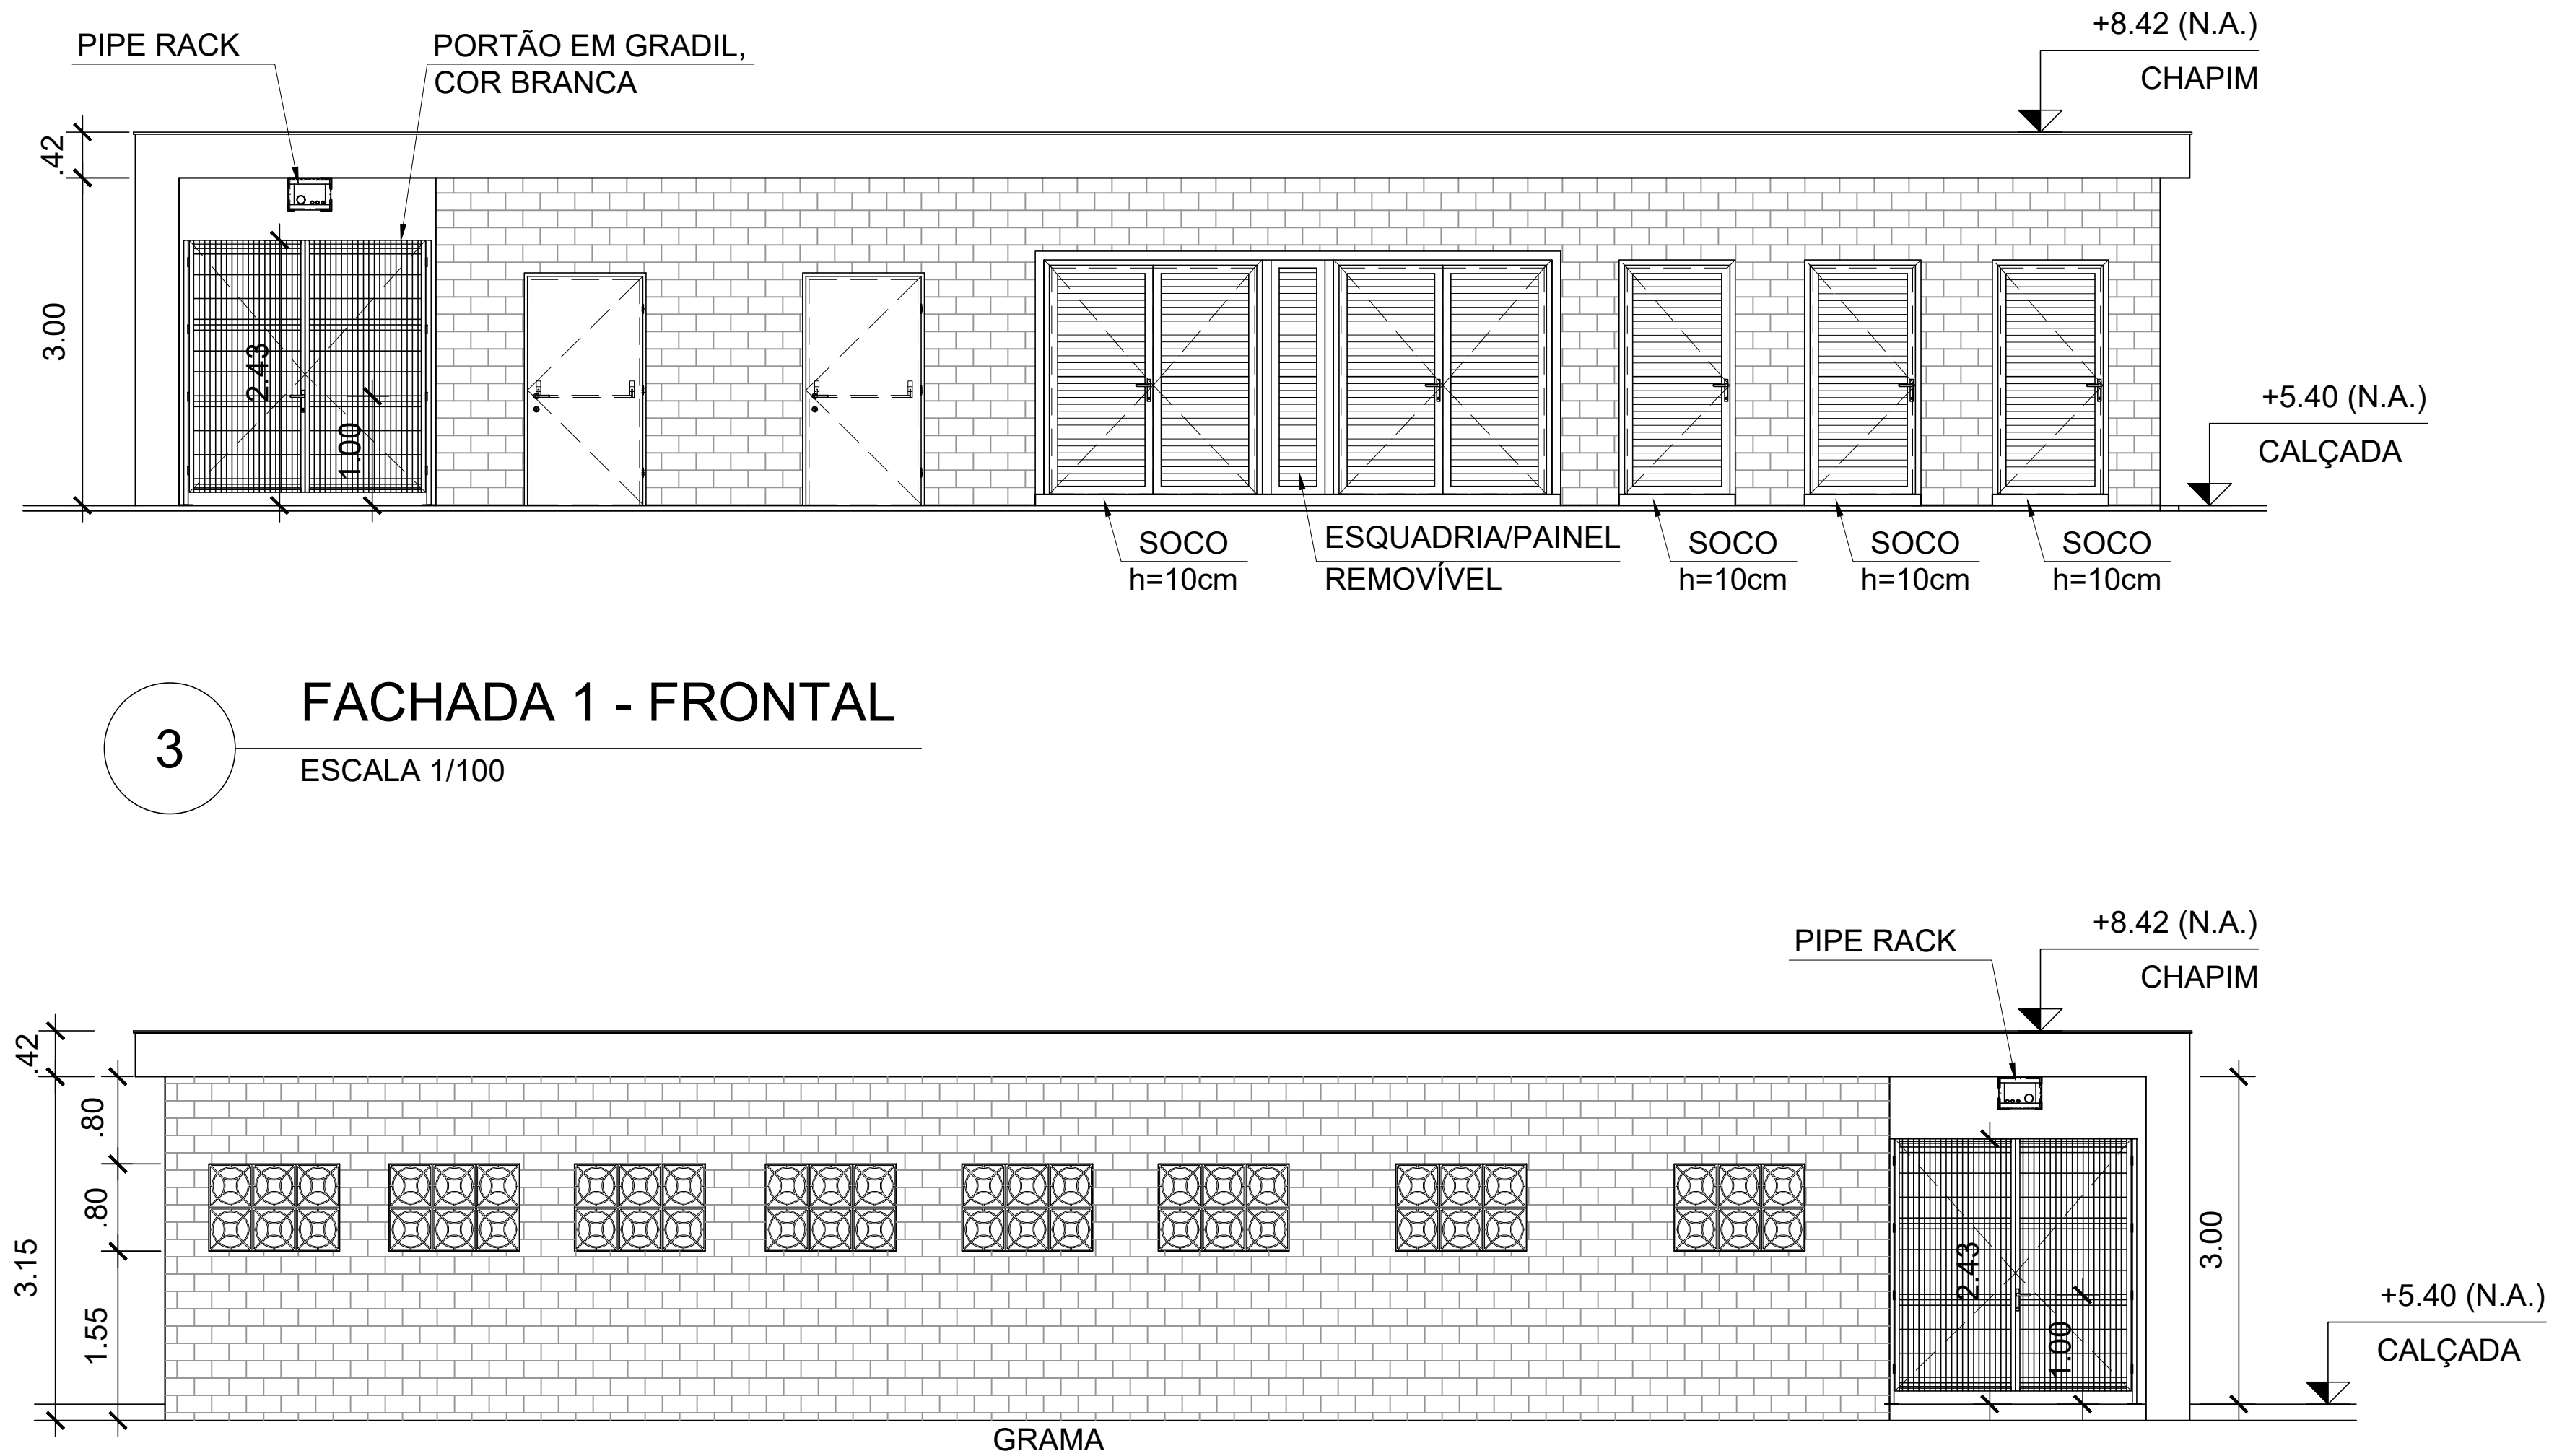 PIPE RACK
PORTÃO EM GRADIL,
COR BRANCA
+8.42 (N.A.)
CHAPIM
.42
3.00
2.43
1.00
+5.40 (N.A.)
CALÇADA
SOCO
h=10cm
ESQUADRIA/PAINEL
REMOVÍVEL
SOCO
h=10cm
SOCO
h=10cm
SOCO
h=10cm
3
FACHADA 1 - FRONTAL
ESCALA 1/100
PIPE RACK
+8.42 (N.A.)
CHAPIM
.42
.80
.80
3.15
1.55
2.43
1.00
3.00
+5.40 (N.A.)
CALÇADA
GRAMA